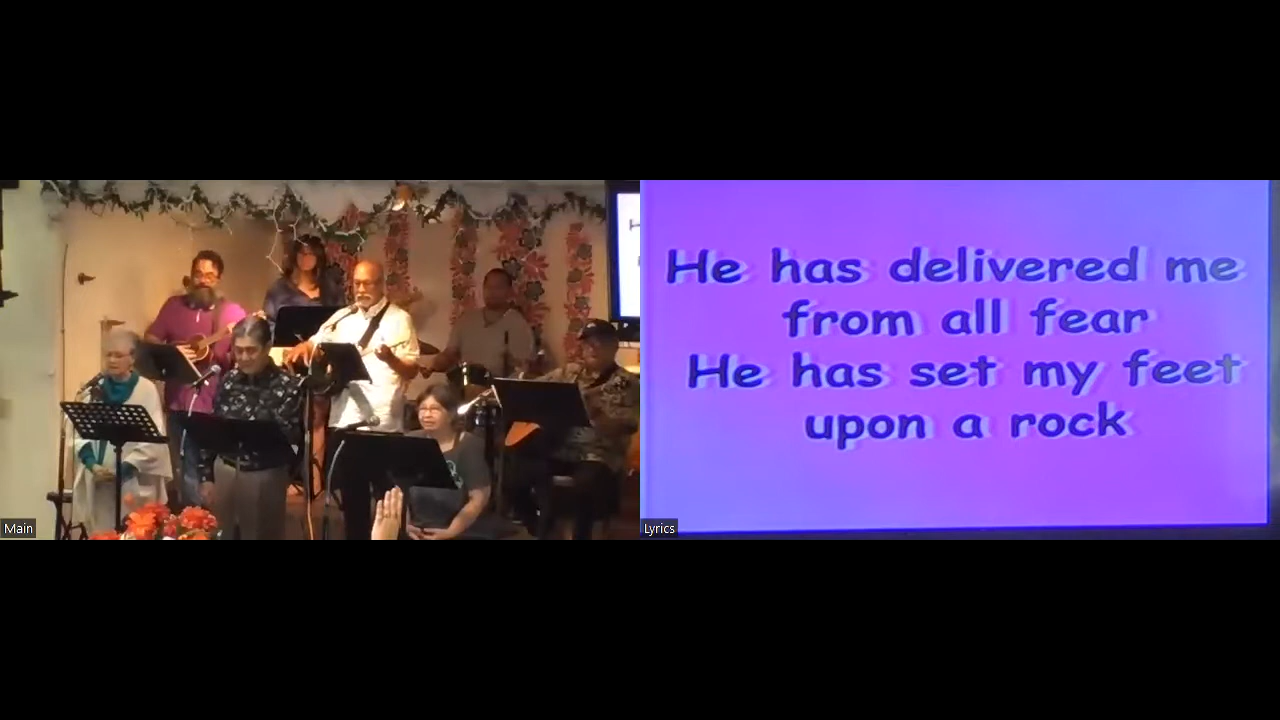 He has delivered me
from all fear
He has set my feet
upon a rock
Main
Lyrics